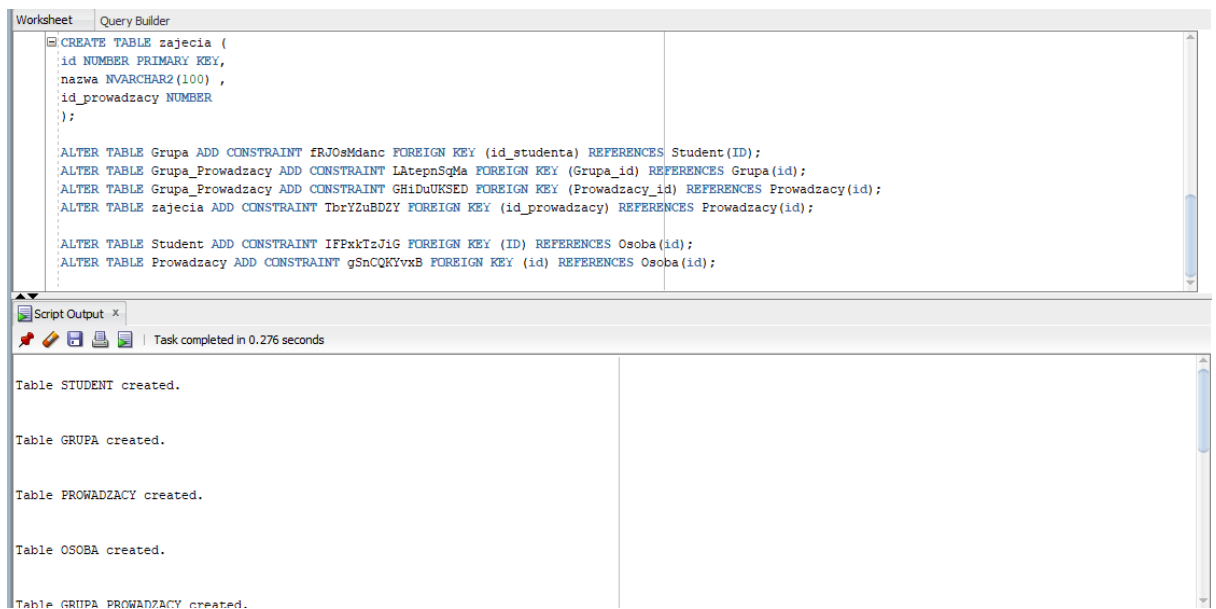 Worksheet Query Builder
CREATE TABLE zajecia (
id NUMBER PRIMARY KEY,
nazwa NVARCHAR2(100) ,
id_prowadzacy NUMBER
);
ALTER TABLE Grupa ADD CONSTRAINT fRJOsMdanc FOREIGN KEY (id_studenta) REFERENCES Student(ID);
ALTER TABLE Grupa_Prowadzacy ADD CONSTRAINT LAtepnSqMa FOREIGN KEY (Grupa_id) REFERENCES Grupa(id);
ALTER TABLE Grupa_Prowadzacy ADD CONSTRAINT GHiDuUKSED FOREIGN KEY (Prowadzacy_id) REFERENCES Prowadzacy(id);
ALTER TABLE zajecia ADD CONSTRAINT TbrYZuBDZY FOREIGN KEY (id_prowadzacy) REFERENCES Prowadzacy(id);
ALTER TABLE Student ADD CONSTRAINT IFPxkTzJiG FOREIGN KEY (ID) REFERENCES Osoba(id);
ALTER TABLE Prowadzacy ADD CONSTRAINT gSnCQKYvxB FOREIGN KEY (id) REFERENCES Osoba(id);
Script Output x
Task completed in 0.276 seconds
Table STUDENT created.
Table GRUPA created.
Table PROWADZACY created.
Table OSOBA created.
Table GRUPA_PROWADZACY created.